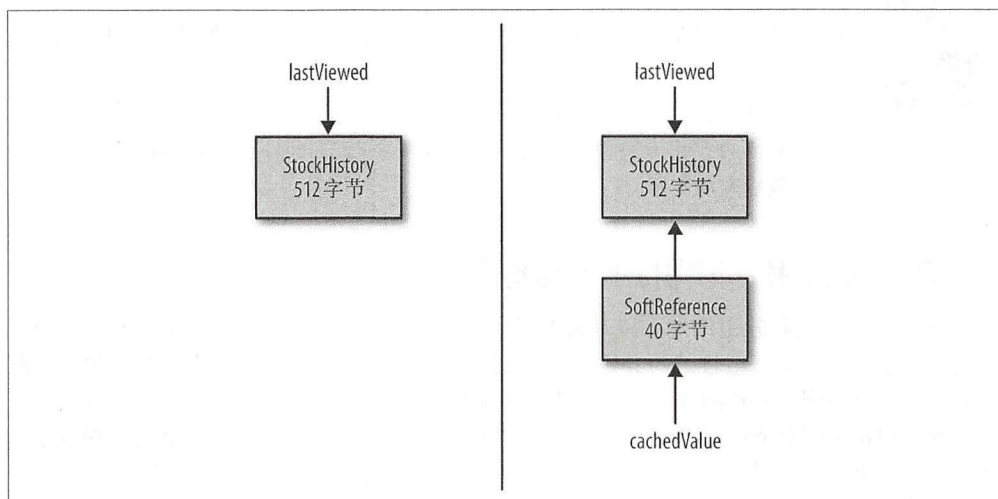 lastViewed
StockHistory
512字节
lastViewed
StockHistory
512字节
SoftReference
40字节
cachedValue